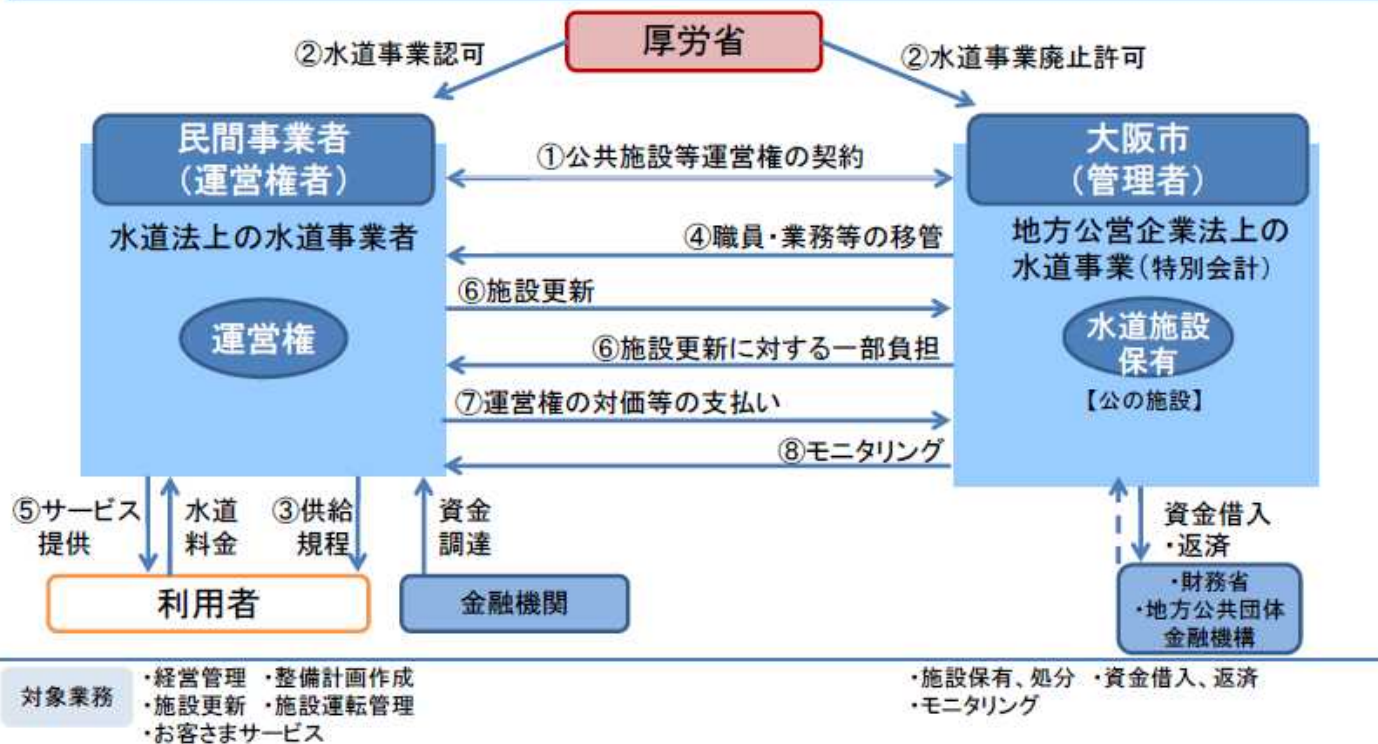 厚労省
②水道事業認可
②水道事業廃止許可
民間事業者
（運営権者）
①公共施設等運営権の契約
大阪市
（管理者）
水道法上の水道事業者
④職員・業務等の移管
地方公営企業法上の
水道事業（特別会計）
⑥施設更新
運営権
⑥施設更新に対する一部負担
水道施設
保有
⑦運営権の対価等の支払い
【公の施設】
⑧モニタリング
⑤サービス
提供
水道
料金
③供給
規程
資金
調達
資金借入
・返済
利用者
金融機関
・財務省
・地方公共団体
金融機構
対象業務
・経営管理 ・整備計画作成
・施設更新 ・施設運転管理
・お客さまサービス
・施設保有、処分 ・資金借入、返済
・モニタリング